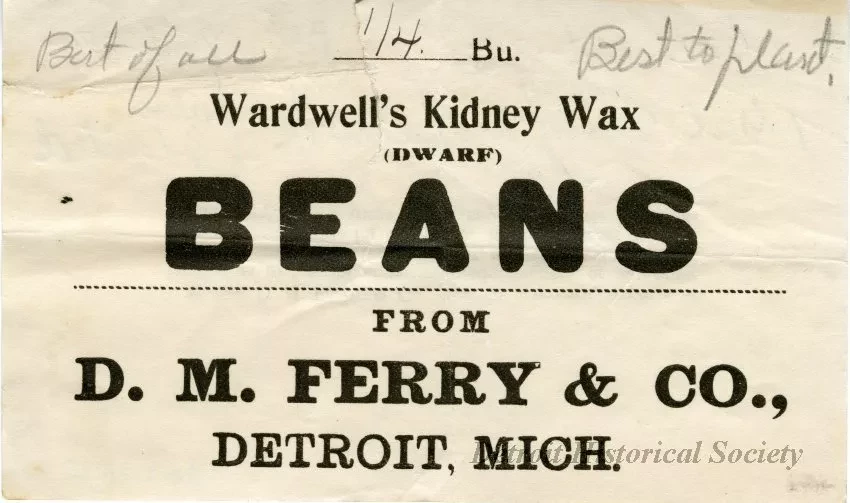 Best of all
1/4. Bu.
Best to plant.
Wardwell's Kidney Wax
(DWARF)
BEANS
FROM
D. M. FERRY & CO.,
DETROIT, MICH.
Detroit Historical Society